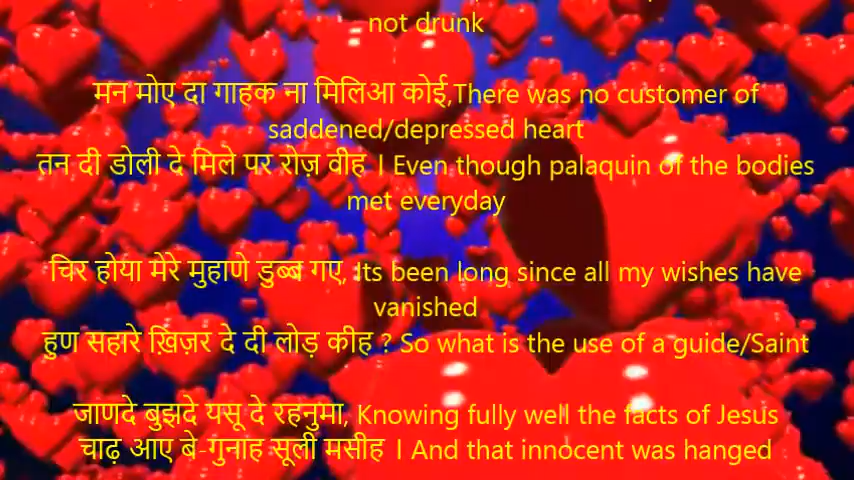 not drunk
मन मोए दा गाहक ना मिलिआ कोई,There was no customer of
saddened/depressed heart
तन दी डोली दे मिले पर रोज़ वीह । Even though palaquin of the bodies
met everyday
चिर होया मेरे मुहाणे डुब्ब गए, Its been long since all my wishes have
vanished
हुण सहारे ख़िज़र दे दी लोड़ कीह ? So what is the use of a guide/Saint
जाणदे बुझदे यसू दे रहनुमा, Knowing fully well the facts of Jesus
चाढ़ आए बे-गुनाह सूली मसीह । And that innocent was hanged